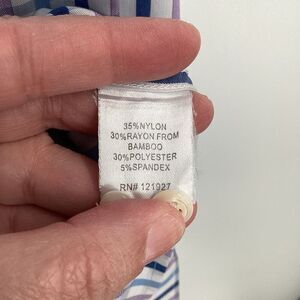 35%NYLON
30%RAYON FROM
BAMBOO
30%POLYESTER
5%SPANDEX
RN# 121927